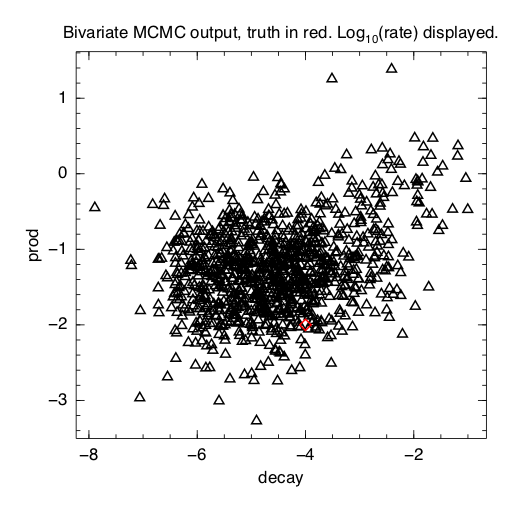 Bivariate MCMC output, truth in red. Log10(rate) displayed.
1
0
−1
−2
−3
prod
−8 −6 −4 −2
decay